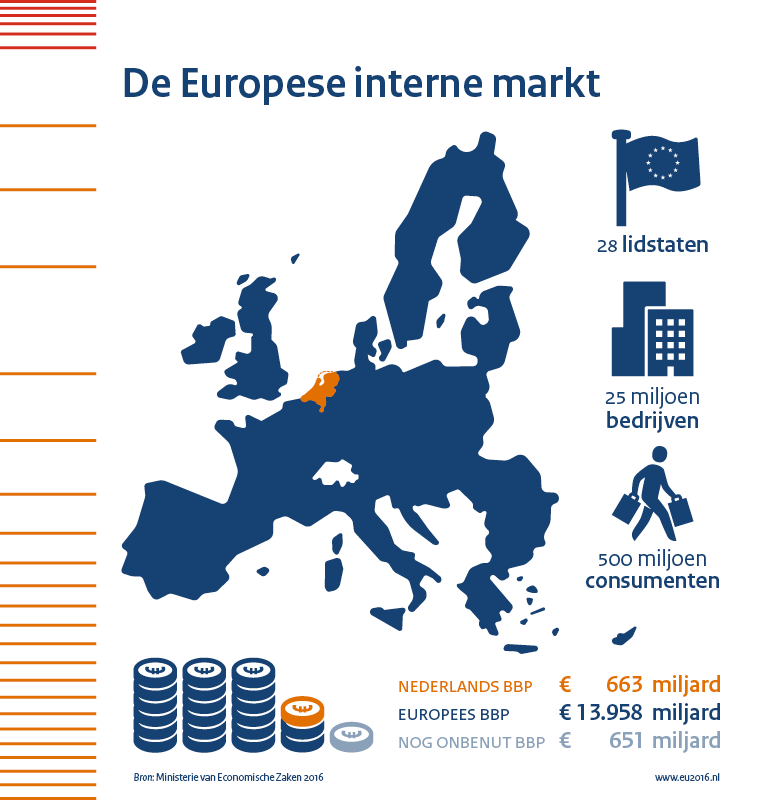 De Europese interne markt
28 lidstaten
25 miljoen
bedrijven
500 miljoen
consumenten
NEDERLANDS BBP € 663 miljard
EUROPEES BBP € 13.958 miljard
NOG ONBENUT BBP € 651 miljard
Bron: Ministerie van Economische Zaken 2016
www.eu2016.nl